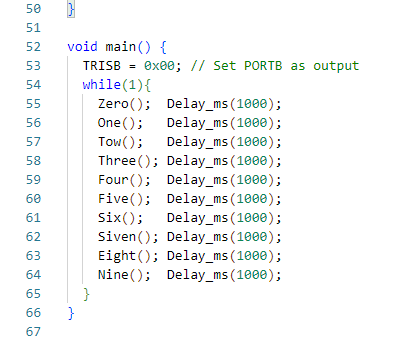 50 }
51
52 void main() {
53 TRISB = 0x00; // Set PORTB as output
54 while(1){
55 Zero(); Delay_ms(1000);
56 One(); Delay_ms(1000);
57 Tow(); Delay_ms(1000);
58 Three(); Delay_ms(1000);
59 Four(); Delay_ms(1000);
60 Five(); Delay_ms(1000);
61 Six(); Delay_ms(1000);
62 Siven(); Delay_ms(1000);
63 Eight(); Delay_ms(1000);
64 Nine(); Delay_ms(1000);
65 }
66 }
67